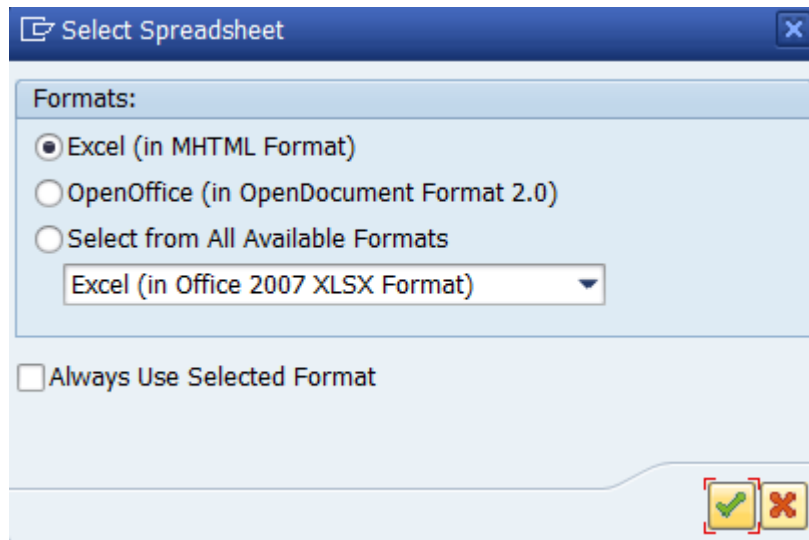 Select Spreadsheet
Formats:
Excel (in MHTML Format)
OpenOffice (in OpenDocument Format 2.0)
Select from All Available Formats
Excel (in Office 2007 XLSX Format)
Always Use Selected Format